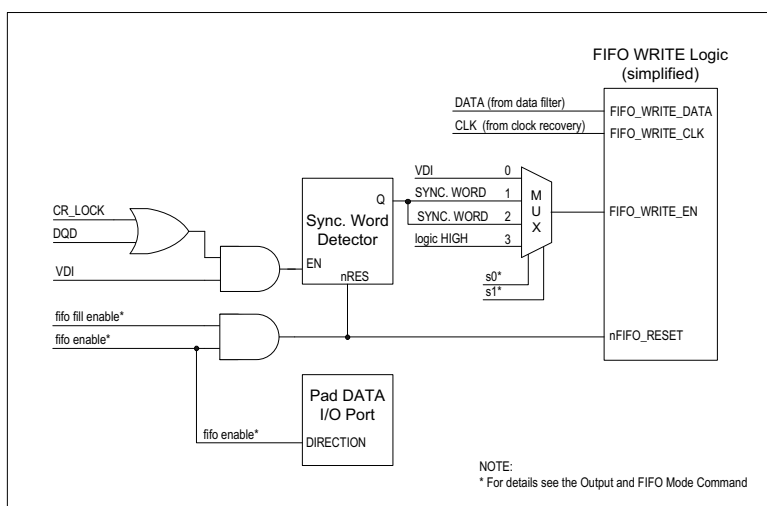 FIFO WRITE Logic
(simplified)
DATA (from data filter)
FIFO_WRITE_DATA
CLK (from clock recovery)
FIFO_WRITE_CLK
VDI 0
Q
SYNC. WORD 1
SYNC. WORD 2
logic HIGH 3
MUX
FIFO_WRITE_EN
s0*
s1*
CR_LOCK
DQD
VDI
Sync. Word
Detector
EN
nRES
fifo fill enable*
fifo enable*
nFIFO_RESET
Pad DATA
I/O Port
fifo enable*
DIRECTION
NOTE:
* For details see the Output and FIFO Mode Command